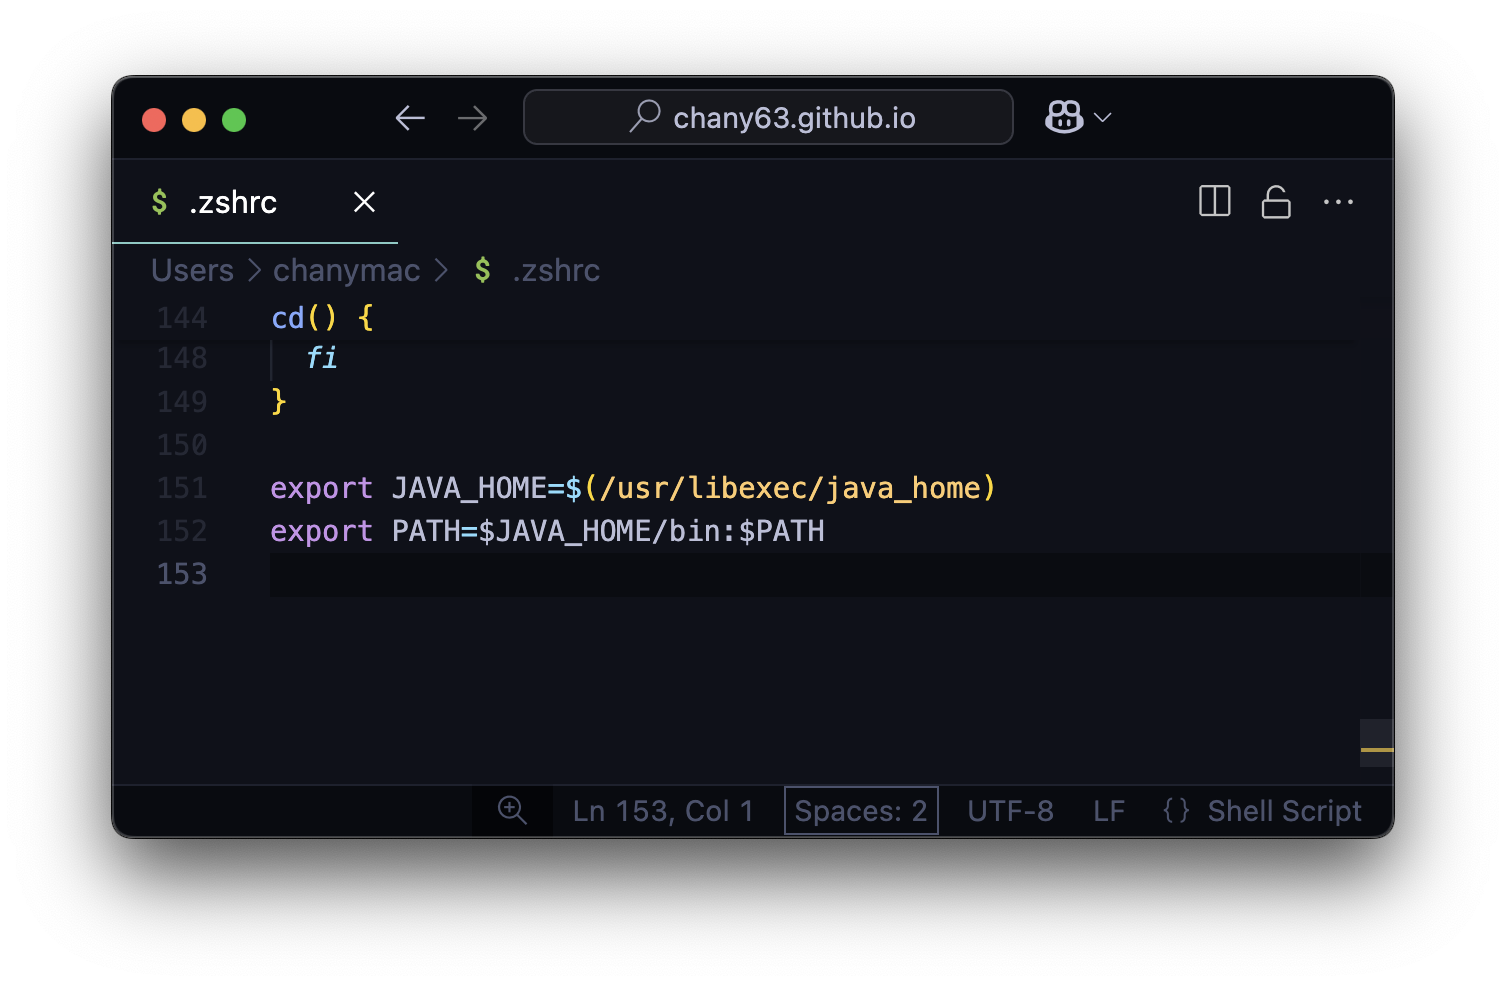 chany63.github.io
$ .zshrc
Users > chanymac > $ .zshrc
144 cd() {
148 fi
149 }
150
151 export JAVA_HOME=$(/usr/libexec/java_home)
152 export PATH=$JAVA_HOME/bin:$PATH
153
Ln 153, Col 1 Spaces: 2 UTF-8 LF {} Shell Script